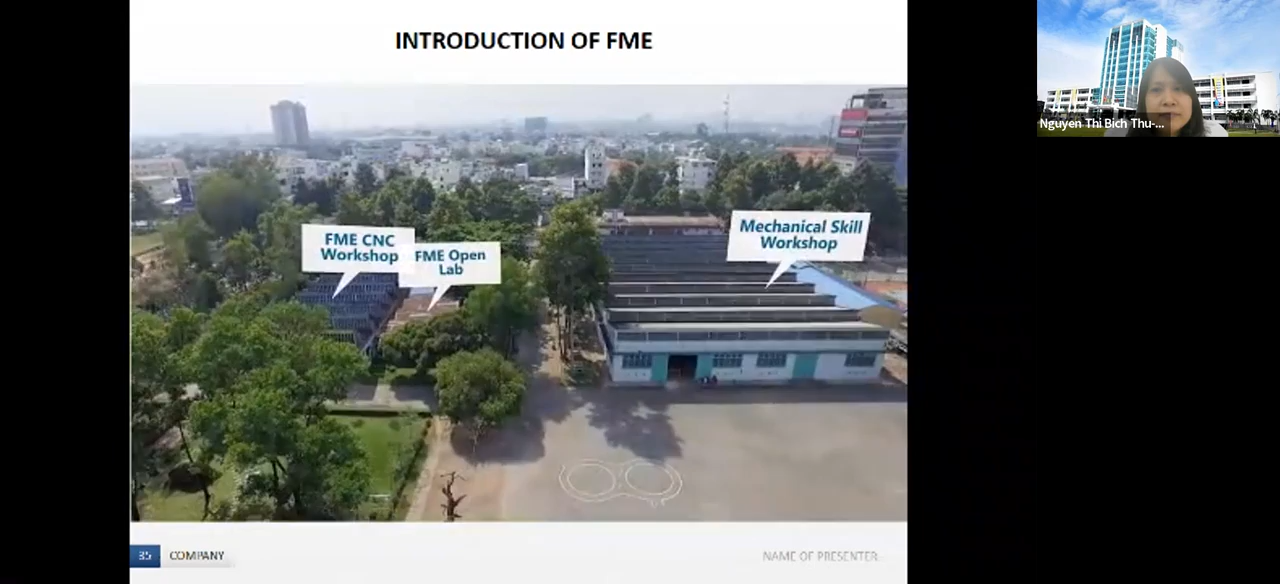 INTRODUCTION OF FME
Nguyen Thi Bich Thu-...
FME CNC
Workshop
FME Open
Lab
Mechanical Skill
Workshop
35
COMPANY
NAME OF PRESENTER